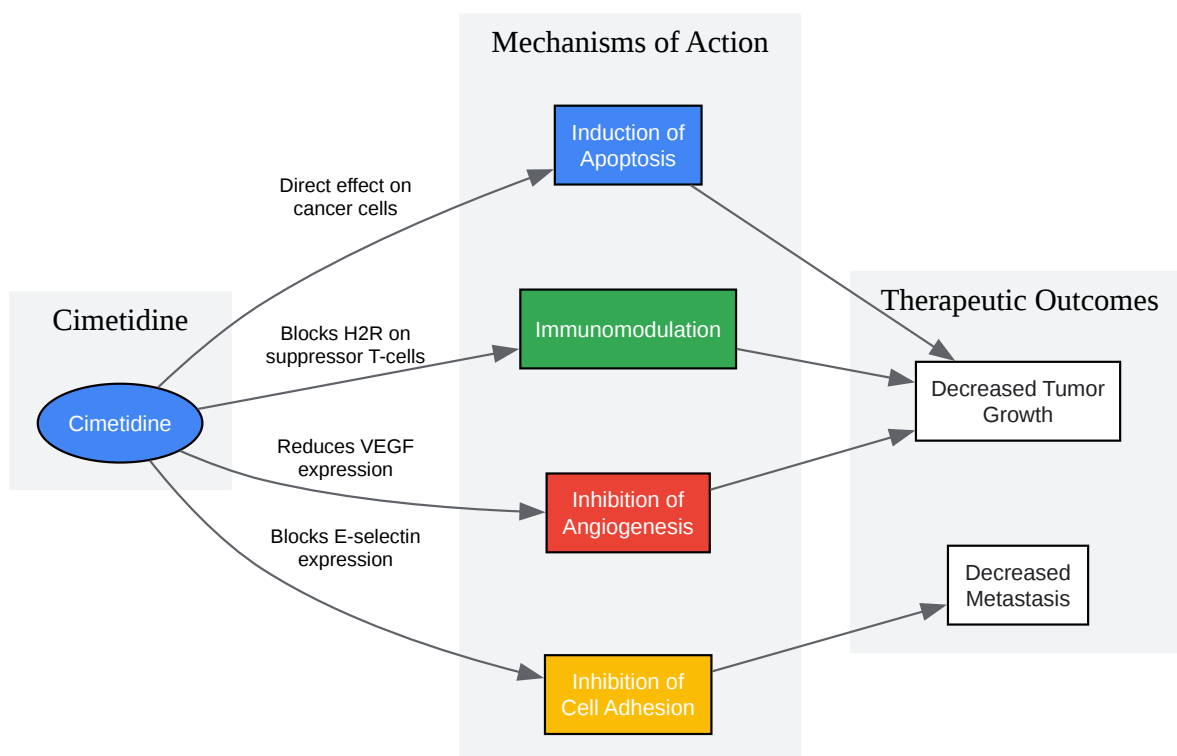 Mechanisms of Action
Induction of
Apoptosis
Direct effect on
cancer cells
Therapeutic Outcomes
Cimetidine
Immunomodulation
Blocks H2R on
suppressor T-cells
Decreased Tumor
Growth
Cimetidine
Reduces VEGF
expression
Inhibition of
Angiogenesis
Blocks E-selectin
expression
Decreased
Metastasis
Inhibition of
Cell Adhesion